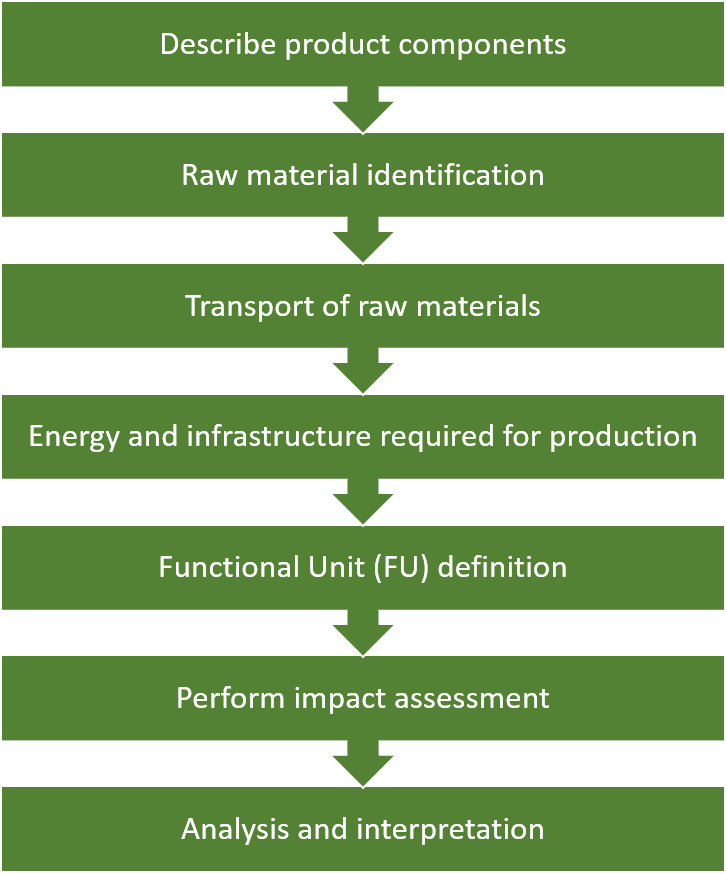 Describe product components
Raw material identification
Transport of raw materials
Energy and infrastructure required for production
Functional Unit (FU) definition
Perform impact assessment
Analysis and interpretation